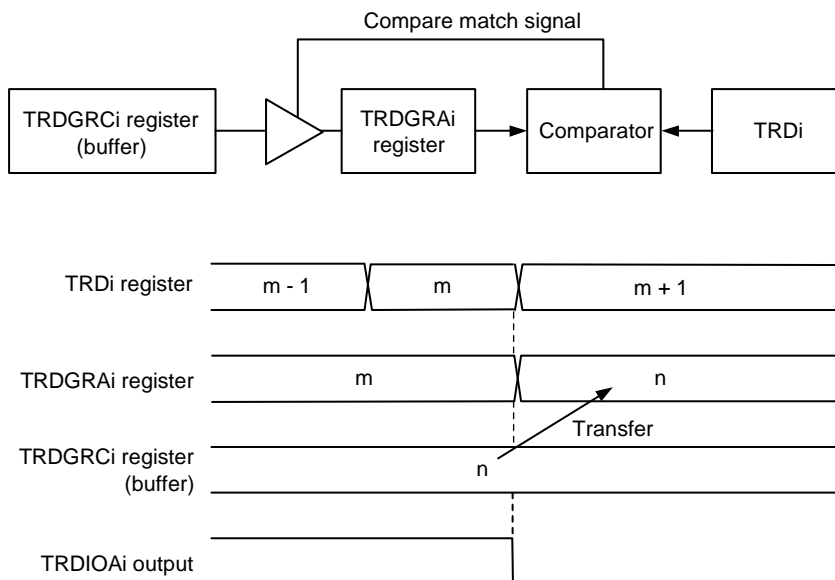 Compare match signal
TRDGRCi register
(buffer)
TRDGRAi
register
Comparator
TRDi
TRDi register
m - 1
m
m + 1
TRDGRAi register
m
n
Transfer
TRDGRCi register
(buffer)
n
TRDIOAi output